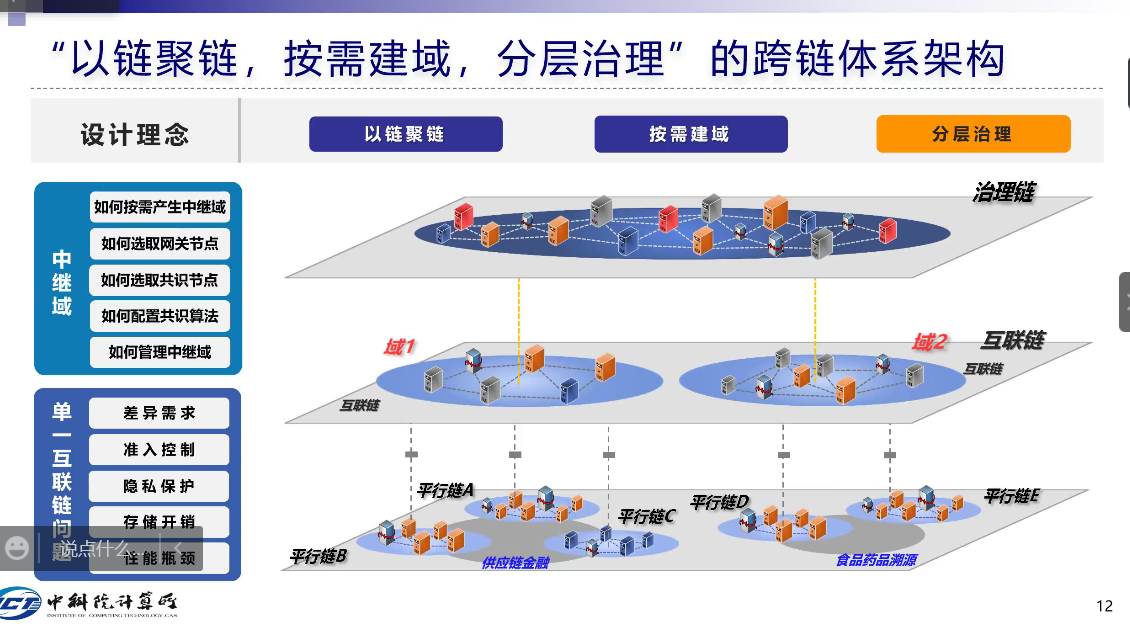 “以链聚链，按需建域，分层治理”的跨链体系架构
设计理念
以链聚链
按需建域
分层治理
中继域
如何按需产生中继域
如何选取网关节点
如何选取共识节点
如何配置共识算法
如何管理中继域
单一互联链问题
差异需求
准入控制
隐私保护
存储开销
性能瓶颈
说点什么...
治理链
域1
域2
互联链
互联链
互联链
平行链A
平行链B
平行链C
平行链D
平行链E
供应链金融
食品药品溯源
ICT 中科院计算所
INSTITUTE OF COMPUTING TECHNOLOGY,CAS
12